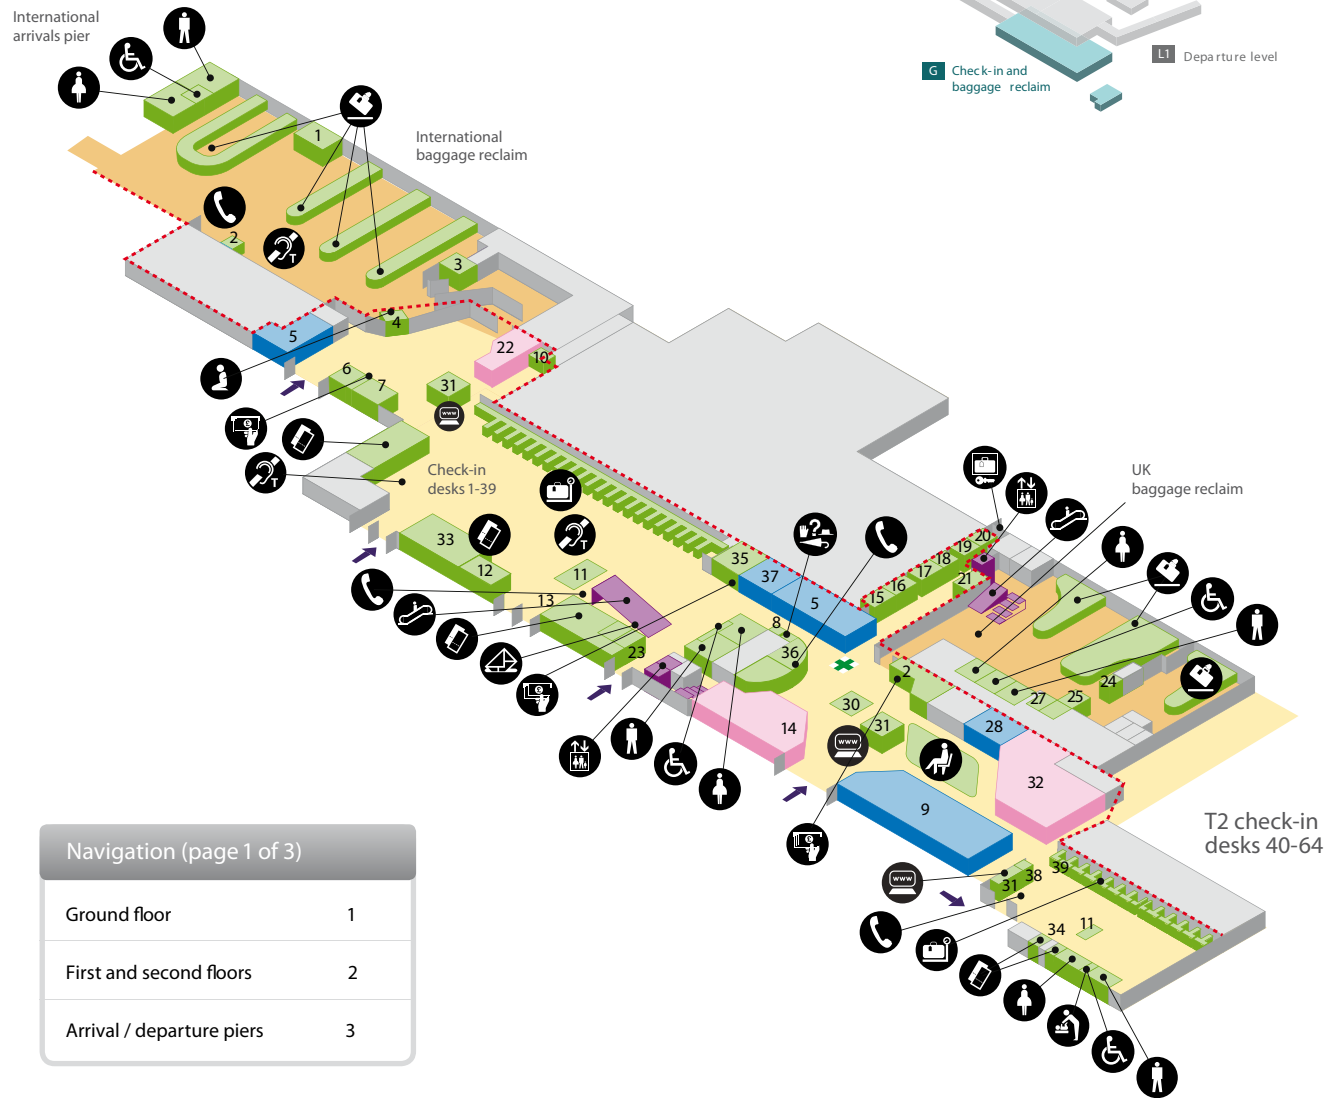 International
arrivals pier
L1 Departure level
G Check-in and
baggage reclaim
1
International
baggage reclaim
2
T
3
4
5
22
10
6
7
31
www
£
T
Check-in
desks 1-39
UK
baggage reclaim
33
12
11
T
13
35
37
5
?
20
19
18
17
16
15
21
8
36
23
£
2
24
25
27
28
30
31
www
14
32
9
£
T2 check-in
desks 40-64
www
31
38
39
34
11
Navigation (page 1 of 3)
Ground floor 1
First and second floors 2
Arrival / departure piers 3